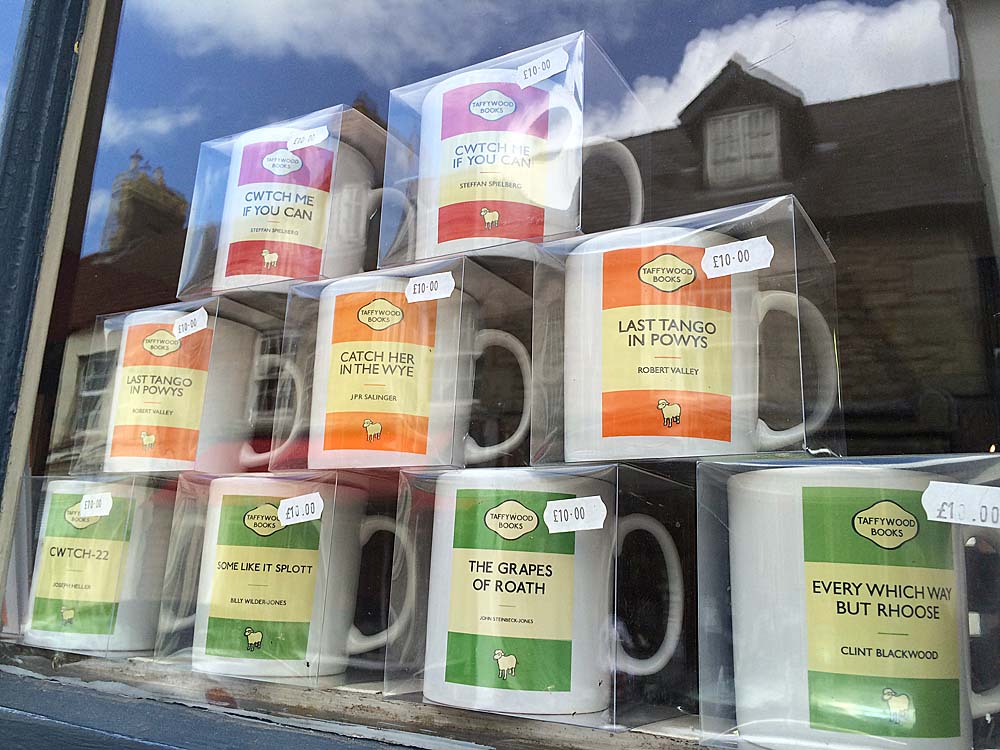 £10.00
TAFFYWOOD
BOOKS
CWTCH ME
IF YOU CAN
STEFFAN SPIELBERG
£10.00
TAFFYWOOD
BOOKS
CWTCH ME
IF YOU CAN
STEFFAN SPIELBERG
£10.00
TAFFYWOOD
BOOKS
LAST TANGO
IN POWYS
ROBERT VALLEY
£10.00
TAFFYWOOD
BOOKS
CATCH HER
IN THE WYE
JPR SALINGER
£10.00
TAFFYWOOD
BOOKS
LAST TANGO
IN POWYS
ROBERT VALLEY
£10.00
BOOKS
CWTCH-22
JOSEPH HELLER
£10.00
TAFFYWOOD
BOOKS
SOME LIKE IT SPLOTT
BILLY WILDER-JONES
£10.00
TAFFYWOOD
BOOKS
THE GRAPES
OF ROATH
JOHN STEINBECK-JONES
£10.00
TAFFYWOOD
BOOKS
EVERY WHICH WAY
BUT RHOOSE
CLINT BLACKWOOD